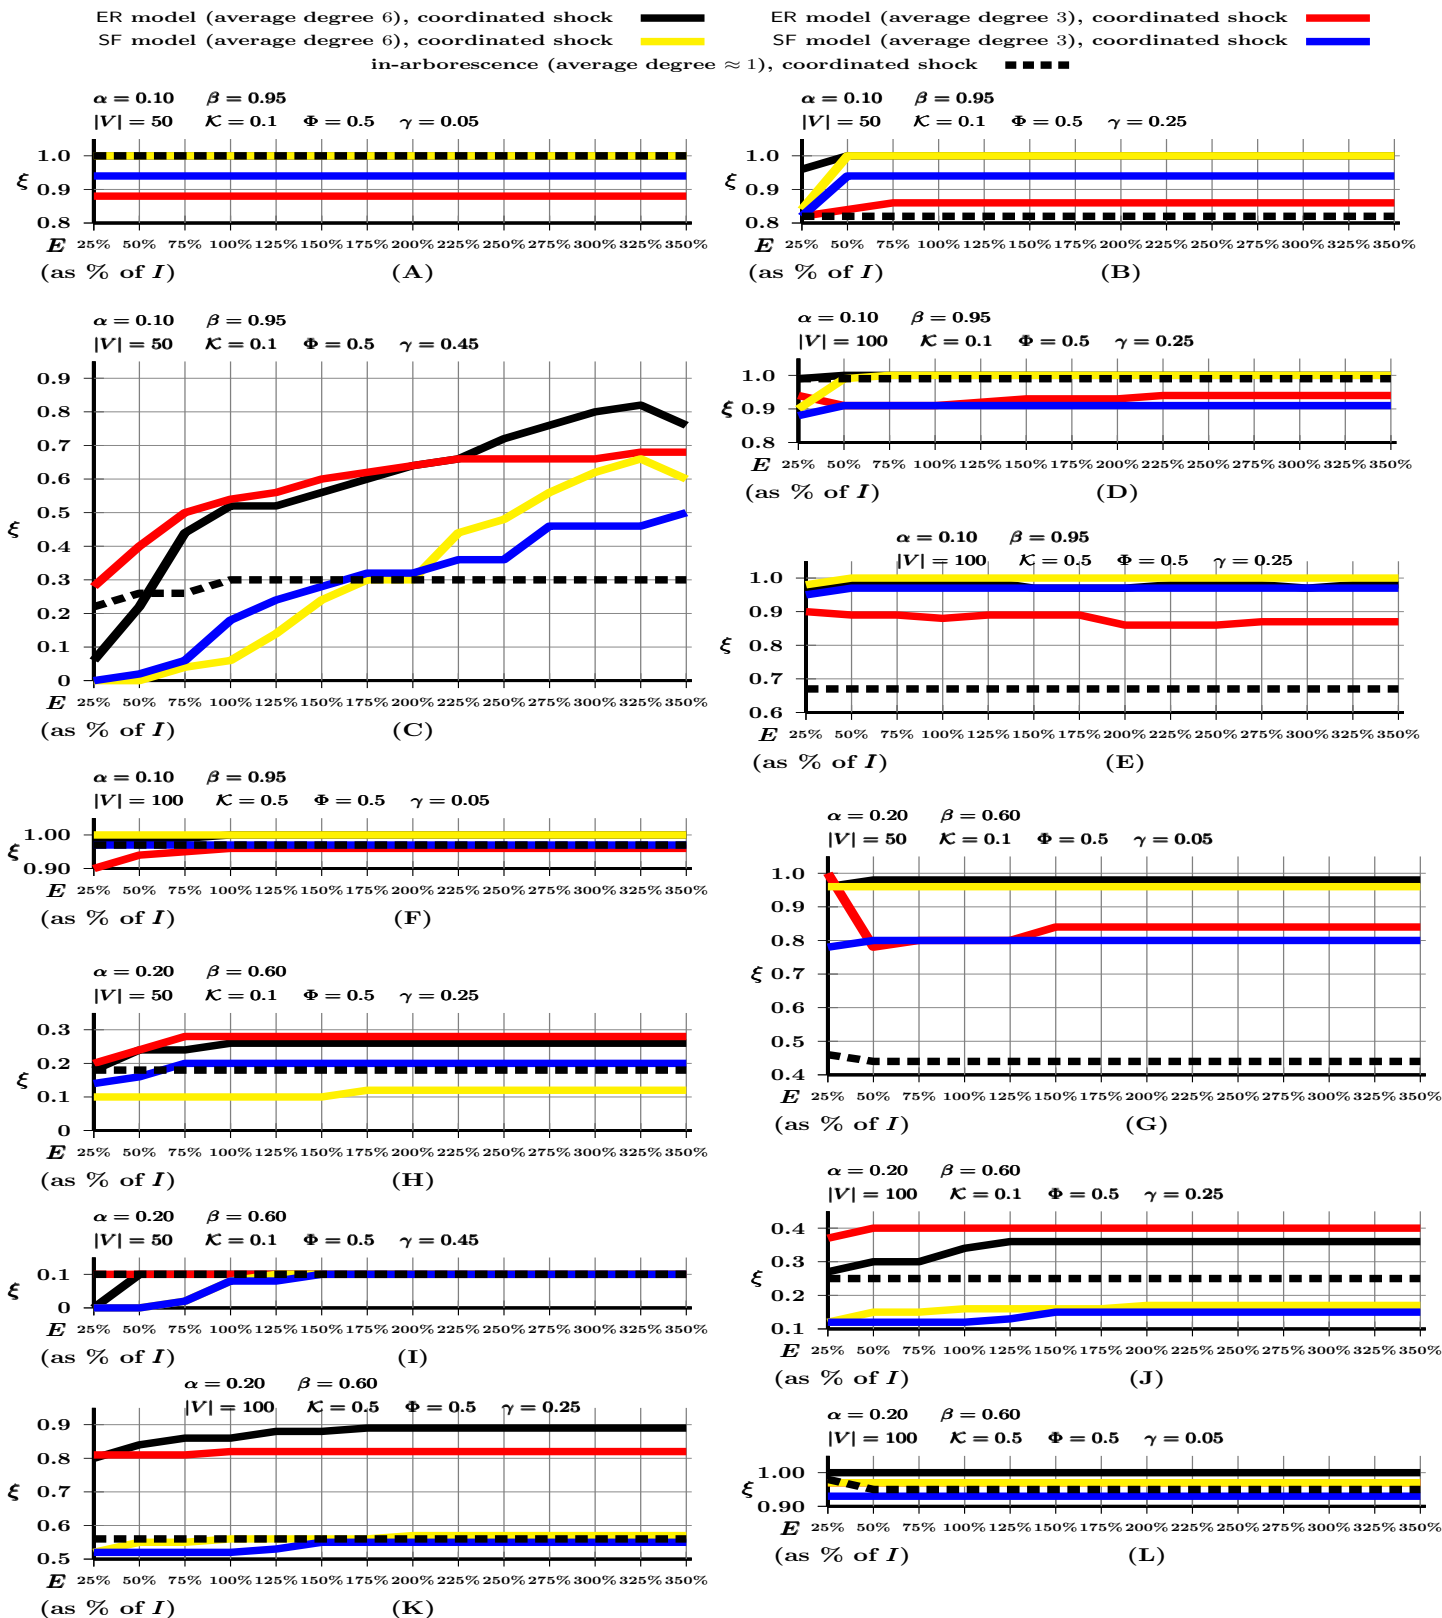 ER model (average degree 6), coordinated shock
ER model (average degree 3), coordinated shock
SF model (average degree 6), coordinated shock
SF model (average degree 3), coordinated shock
in-arborescence (average degree ≈ 1), coordinated shock
α = 0.10 β = 0.95
|V| = 50 𝒦 = 0.1 Φ = 0.5 γ = 0.05
1.0
ξ
0.9
0.8
E 25% 50% 75% 100% 125% 150% 175% 200% 225% 250% 275% 300% 325% 350%
(as % of I) (A)
α = 0.10 β = 0.95
|V| = 50 𝒦 = 0.1 Φ = 0.5 γ = 0.25
1.0
ξ
0.9
0.8
E 25% 50% 75% 100% 125% 150% 175% 200% 225% 250% 275% 300% 325% 350%
(as % of I) (B)
α = 0.10 β = 0.95
|V| = 50 𝒦 = 0.1 Φ = 0.5 γ = 0.45
0.9
0.8
0.7
0.6
0.5
ξ
0.4
0.3
0.2
0.1
0
E 25% 50% 75% 100% 125% 150% 175% 200% 225% 250% 275% 300% 325% 350%
(as % of I) (C)
α = 0.10 β = 0.95
|V| = 100 𝒦 = 0.1 Φ = 0.5 γ = 0.25
1.0
ξ
0.9
0.8
E 25% 50% 75% 100% 125% 150% 175% 200% 225% 250% 275% 300% 325% 350%
(as % of I) (D)
α = 0.10 β = 0.95
|V| = 100 𝒦 = 0.5 Φ = 0.5 γ = 0.25
1.0
0.9
0.8
ξ
0.7
0.6
E 25% 50% 75% 100% 125% 150% 175% 200% 225% 250% 275% 300% 325% 350%
(as % of I) (E)
α = 0.10 β = 0.95
|V| = 100 𝒦 = 0.5 Φ = 0.5 γ = 0.05
1.00
ξ
0.90
E 25% 50% 75% 100% 125% 150% 175% 200% 225% 250% 275% 300% 325% 350%
(as % of I) (F)
α = 0.20 β = 0.60
|V| = 50 𝒦 = 0.1 Φ = 0.5 γ = 0.05
1.0
0.9
0.8
ξ 0.7
0.6
0.5
0.4
E 25% 50% 75% 100% 125% 150% 175% 200% 225% 250% 275% 300% 325% 350%
(as % of I) (G)
α = 0.20 β = 0.60
|V| = 50 𝒦 = 0.1 Φ = 0.5 γ = 0.25
0.3
0.2
ξ
0.1
0
E 25% 50% 75% 100% 125% 150% 175% 200% 225% 250% 275% 300% 325% 350%
(as % of I) (H)
α = 0.20 β = 0.60
|V| = 50 𝒦 = 0.1 Φ = 0.5 γ = 0.45
0.1
ξ
0
E 25% 50% 75% 100% 125% 150% 175% 200% 225% 250% 275% 300% 325% 350%
(as % of I) (I)
α = 0.20 β = 0.60
|V| = 100 𝒦 = 0.1 Φ = 0.5 γ = 0.25
0.4
0.3
ξ
0.2
0.1
E 25% 50% 75% 100% 125% 150% 175% 200% 225% 250% 275% 300% 325% 350%
(as % of I) (J)
α = 0.20 β = 0.60
|V| = 100 𝒦 = 0.5 Φ = 0.5 γ = 0.25
0.9
0.8
ξ
0.6
0.5
E 25% 50% 75% 100% 125% 150% 175% 200% 225% 250% 275% 300% 325% 350%
(as % of I) (K)
α = 0.20 β = 0.60
|V| = 100 𝒦 = 0.5 Φ = 0.5 γ = 0.05
1.00
ξ
0.90
E 25% 50% 75% 100% 125% 150% 175% 200% 225% 250% 275% 300% 325% 350%
(as % of I) (L)